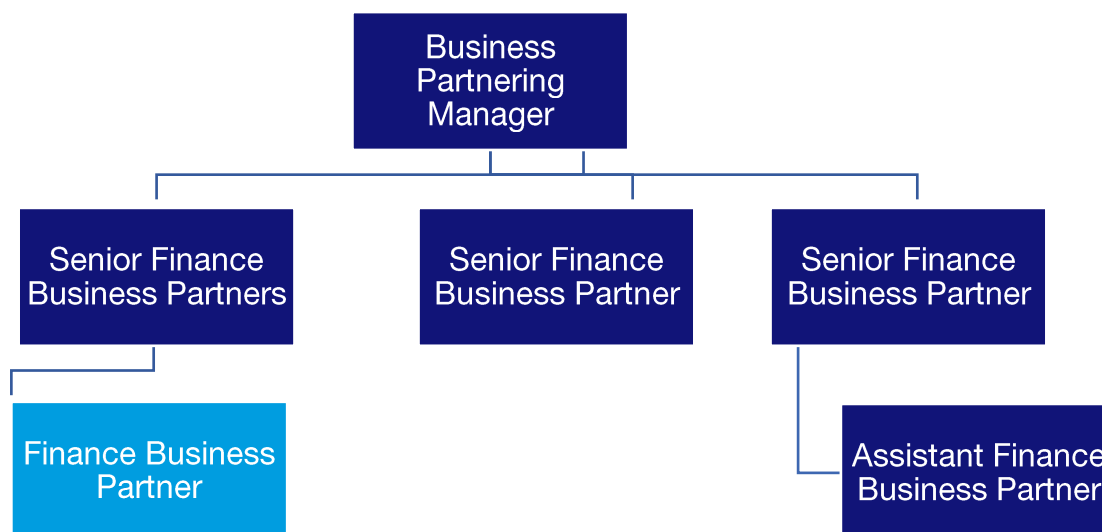 Business
Partnering
Manager
Senior Finance
Business Partners
Senior Finance
Business Partner
Senior Finance
Business Partner
Finance Business
Partner
Assistant Finance
Business Partner